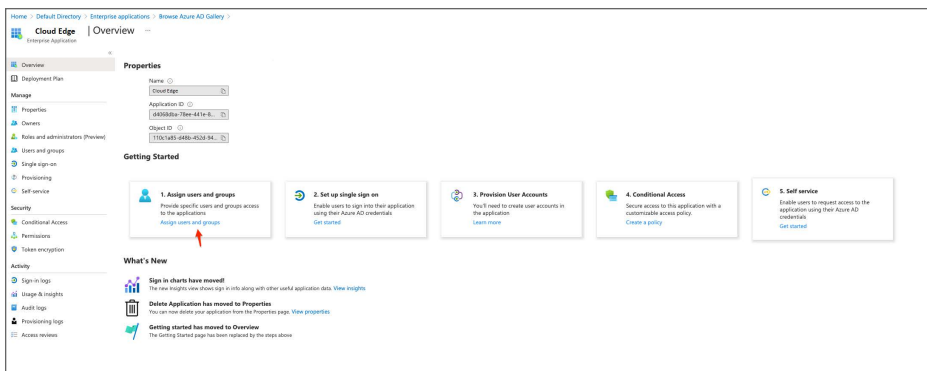 Home > Default Directory > Enterprise applications > Browse Azure AD Gallery >
Cloud Edge | Overview ...
Enterprise Application
«
Overview
Deployment Plan
Manage
Properties
Owners
Roles and administrators (Preview)
Users and groups
Single sign-on
Provisioning
Self-service
Security
Conditional Access
Permissions
Token encryption
Activity
Sign-in logs
Usage & insights
Audit logs
Provisioning logs
Access reviews
Properties
Name
Cloud Edge
Application ID
d4068dba-78ee-441e-8...
Object ID
110c1a85-d48b-452d-94...
Getting Started
1. Assign users and groups
Provide specific users and groups access
to the applications
Assign users and groups
2. Set up single sign on
Enable users to sign into their application
using their Azure AD credentials
Get started
3. Provision User Accounts
You'll need to create user accounts in
the application
Learn more
4. Conditional Access
Secure access to this application with a
customizable access policy.
Create a policy
5. Self service
Enable users to request access to the
application using their Azure AD
credentials
Get started
What's New
Sign in charts have moved!
The new Insights view shows sign in info along with other useful application data. View insights
Delete Application has moved to Properties
You can now delete your application from the Properties page. View properties
Getting started has moved to Overview
The Getting Started page has been replaced by the steps above